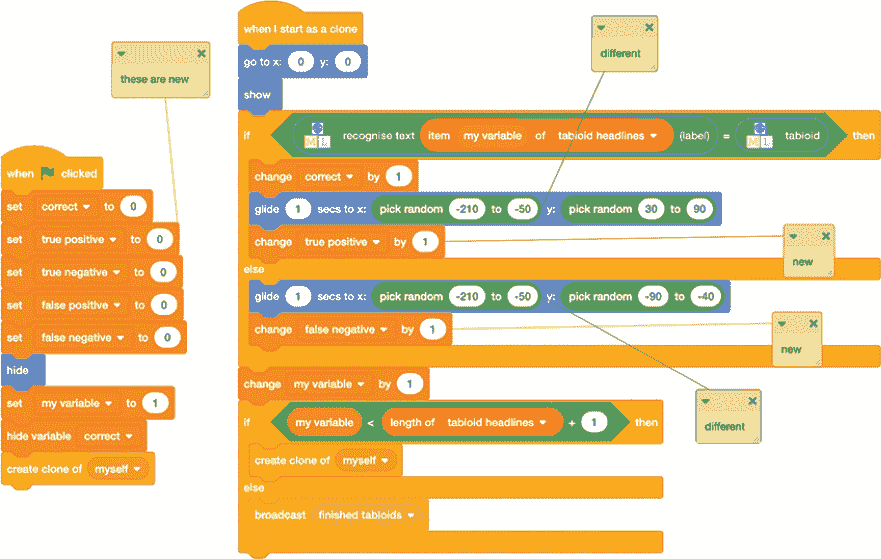 these are new
when clicked
set correct to 0
set true positive to 0
set true negative to 0
set false positive to 0
set false negative to 0
hide
set my variable to 1
hide variable correct
create clone of myself
when I start as a clone
go to x: 0 y: 0
show
if ML recognise text item my variable of tabloid headlines (label) = ML tabloid then
change correct by 1
glide 1 secs to x: pick random -210 to -50 y: pick random 30 to 90
change true positive by 1
else
glide 1 secs to x: pick random -210 to -50 y: pick random -90 to -40
change false negative by 1
change my variable by 1
if my variable < length of tabloid headlines + 1 then
create clone of myself
else
broadcast finished tabloids
different
new
new
different